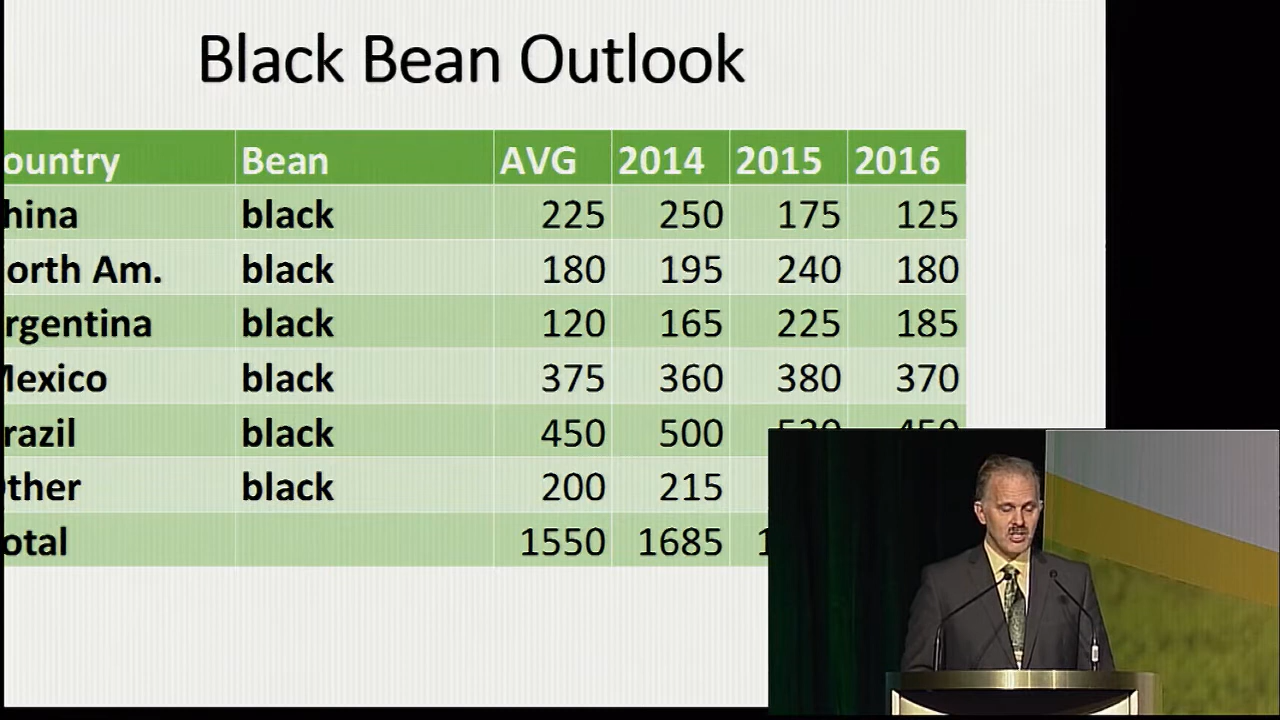 Black Bean Outlook
ountry Bean AVG 2014 2015 2016
hina black 225 250 175 125
orth Am. black 180 195 240 180
rgentina black 120 165 225 185
Mexico black 375 360 380 370
razil black 450 500
ther black 200 215
otal 1550 1685